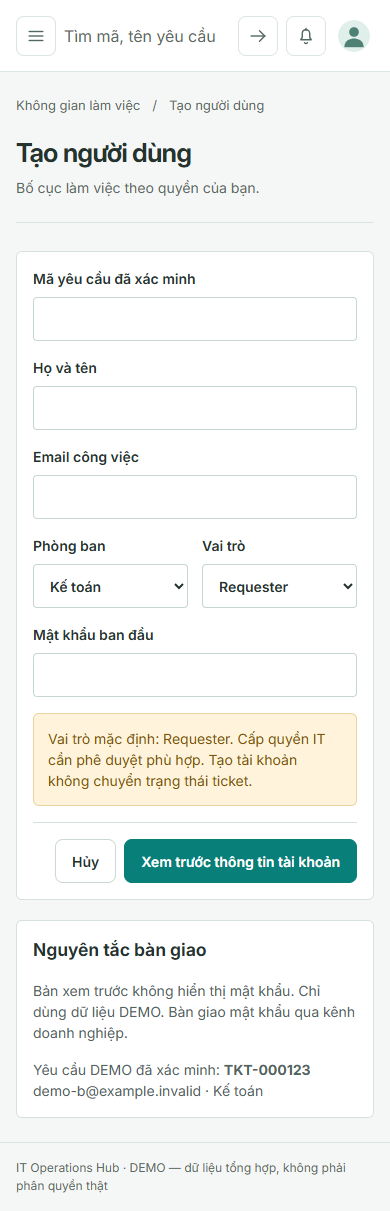 Tìm mã, tên yêu cầu
Không gian làm việc / Tạo người dùng
Tạo người dùng
Bố cục làm việc theo quyền của bạn.
Mã yêu cầu đã xác minh
Họ và tên
Email công việc
Phòng ban Vai trò
Kế toán Requester
Mật khẩu ban đầu
Vai trò mặc định: Requester. Cấp quyền IT
cần phê duyệt phù hợp. Tạo tài khoản
không chuyển trạng thái ticket.
Hủy Xem trước thông tin tài khoản
Nguyên tắc bàn giao
Bản xem trước không hiển thị mật khẩu. Chỉ
dùng dữ liệu DEMO. Bàn giao mật khẩu qua kênh
doanh nghiệp.
Yêu cầu DEMO đã xác minh: TKT-000123
demo-b@example.invalid · Kế toán
IT Operations Hub · DEMO — dữ liệu tổng hợp, không phải
phân quyền thật